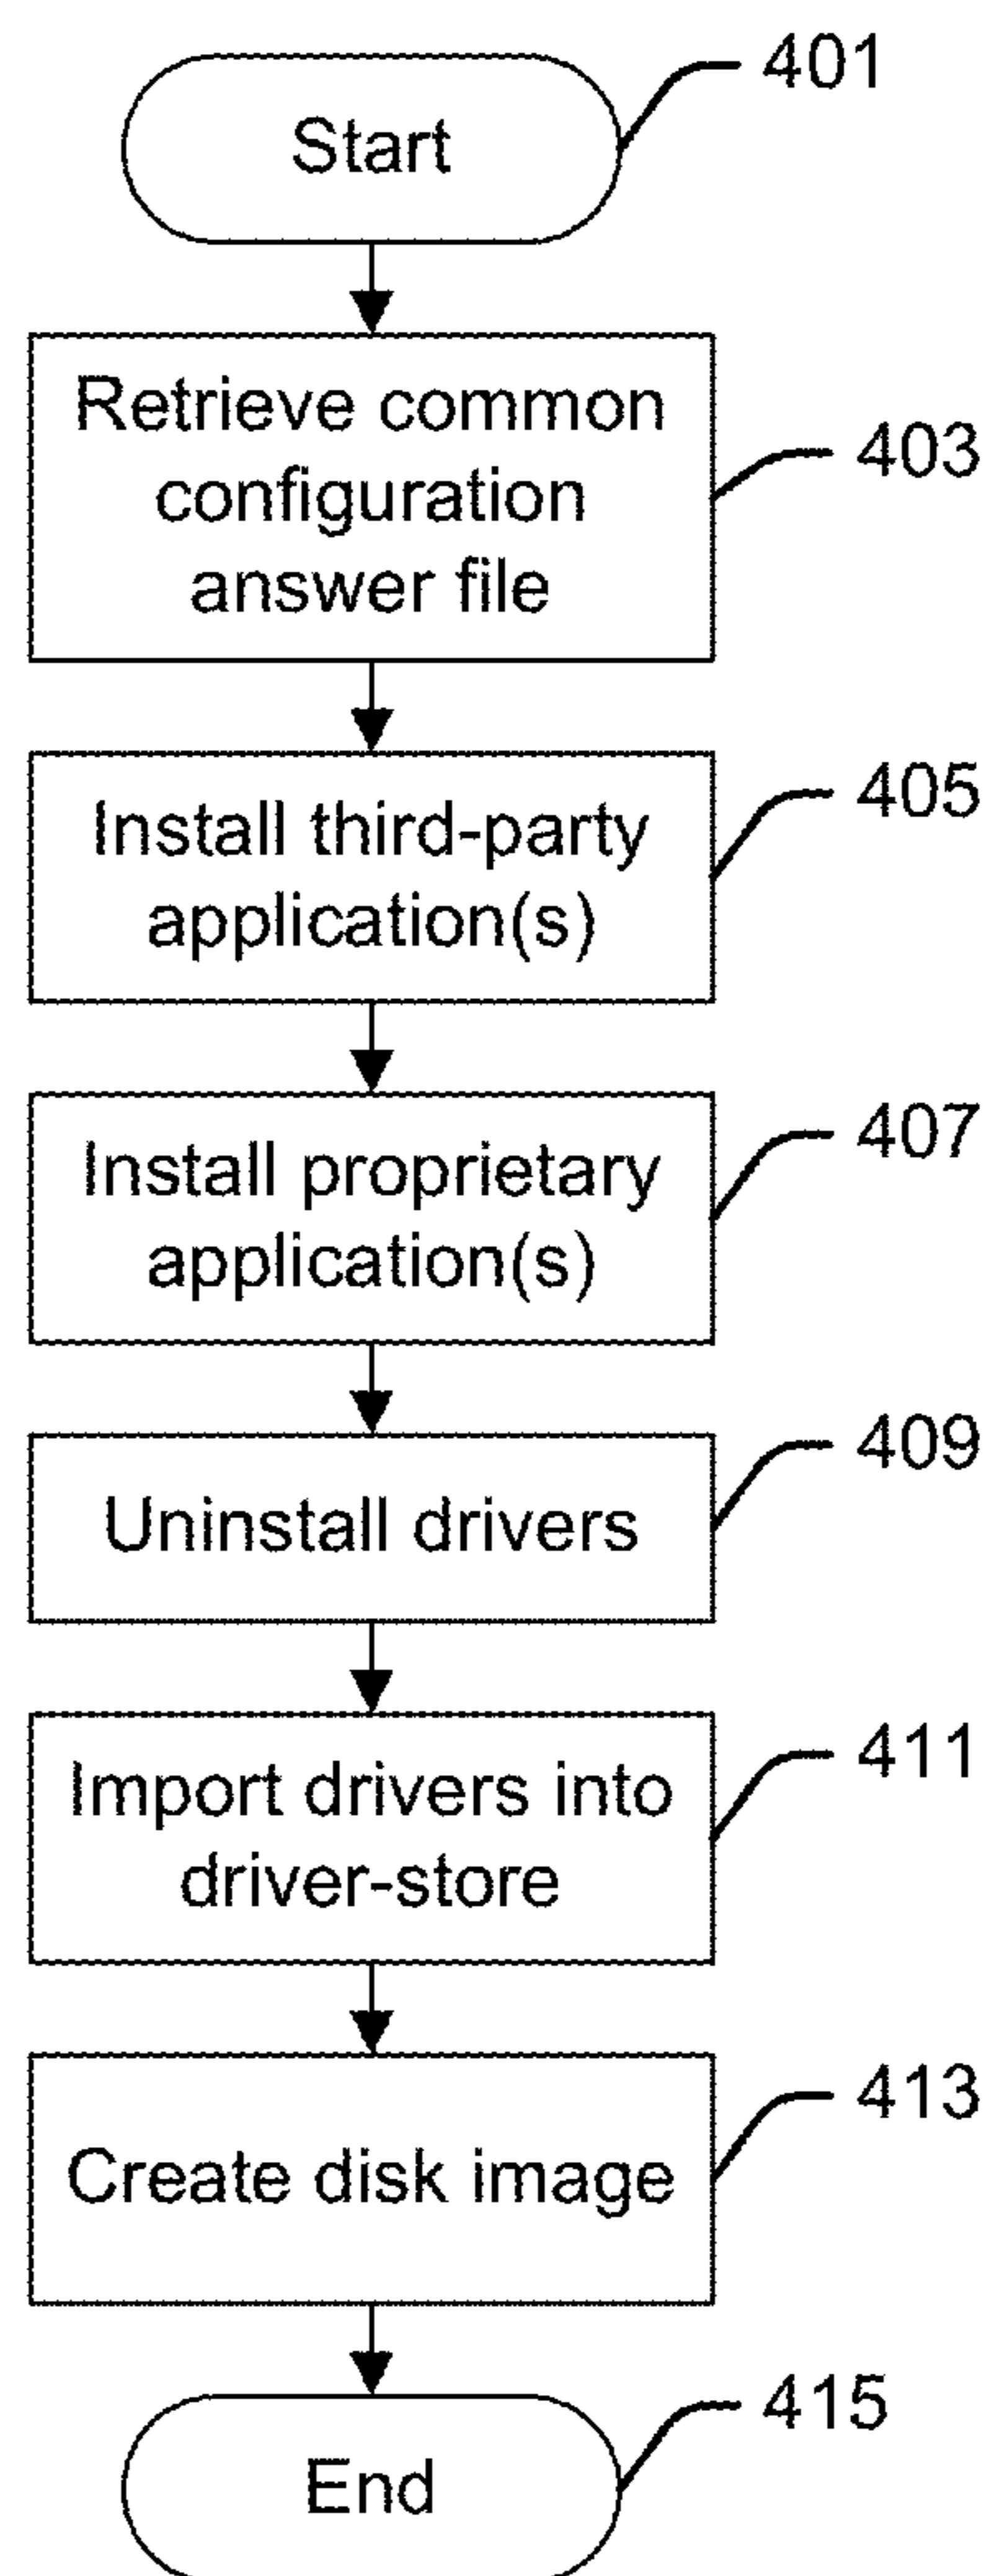 401
Start
Retrieve common
configuration
answer file
403
Install third-party
application(s)
405
Install proprietary
application(s)
407
Uninstall drivers
409
Import drivers into
driver-store
411
Create disk image
413
End
415